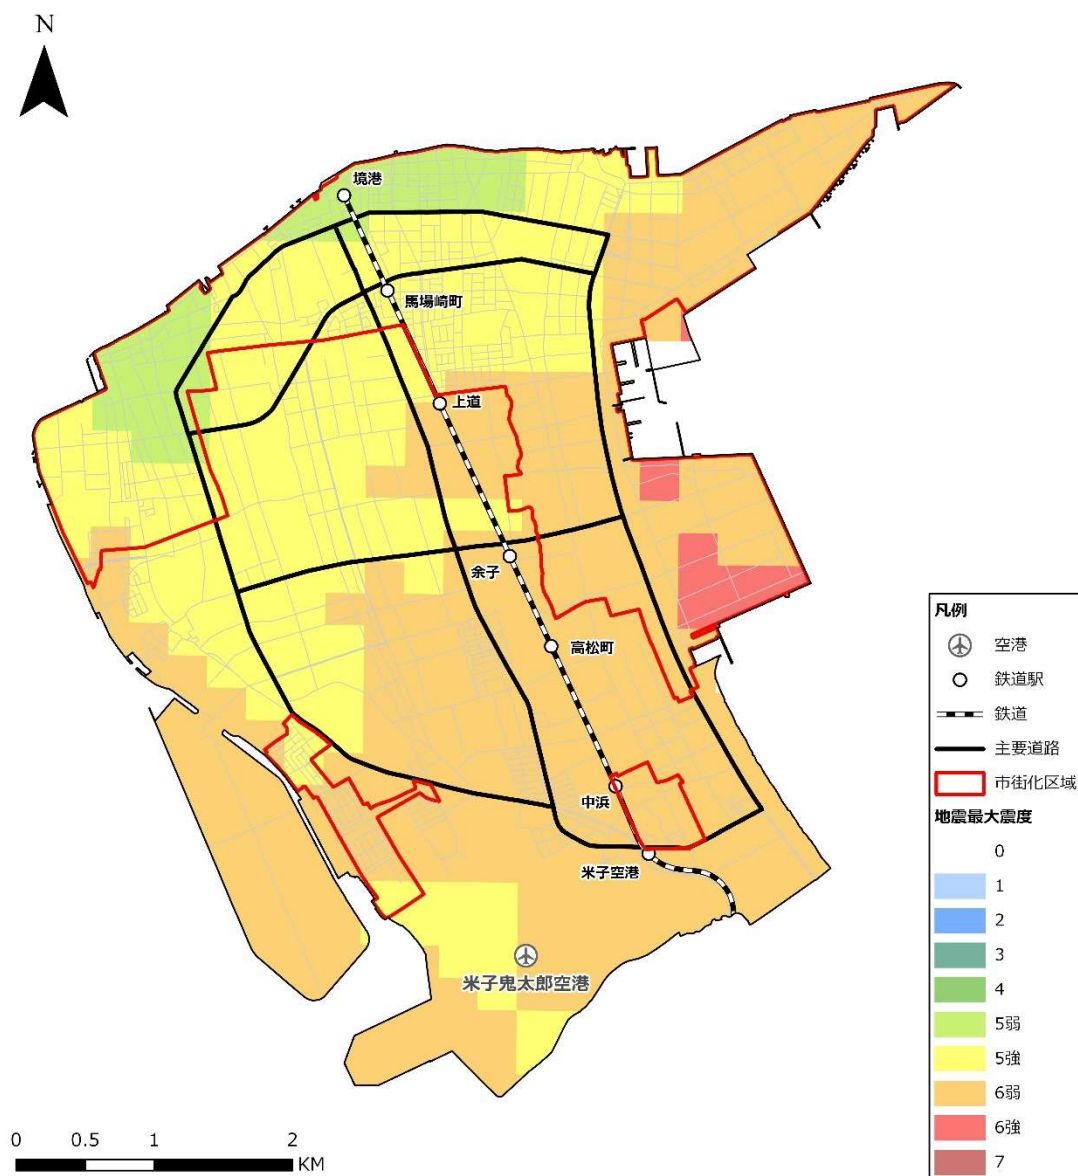 N
境港
馬場崎町
上道
余子
高松町
中浜
米子空港
米子鬼太郎空港
凡例
空港
鉄道駅
鉄道
主要道路
市街化区域
地震最大震度
0
1
2
3
4
5弱
5強
6弱
6強
7
0 0.5 1 2
KM